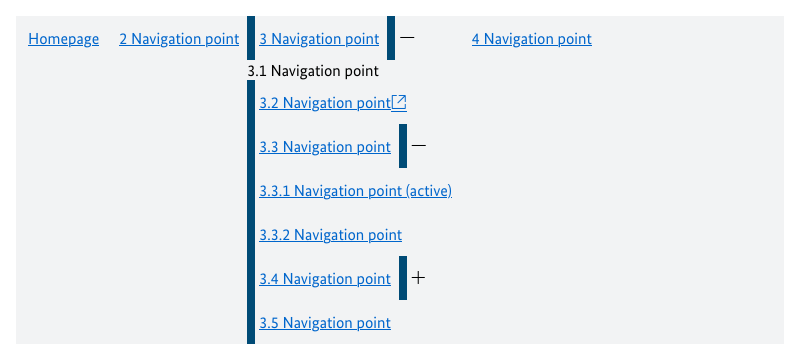 Homepage 2 Navigation point 3 Navigation point 4 Navigation point
3.1 Navigation point
3.2 Navigation point
3.3 Navigation point
3.3.1 Navigation point (active)
3.3.2 Navigation point
3.4 Navigation point
3.5 Navigation point